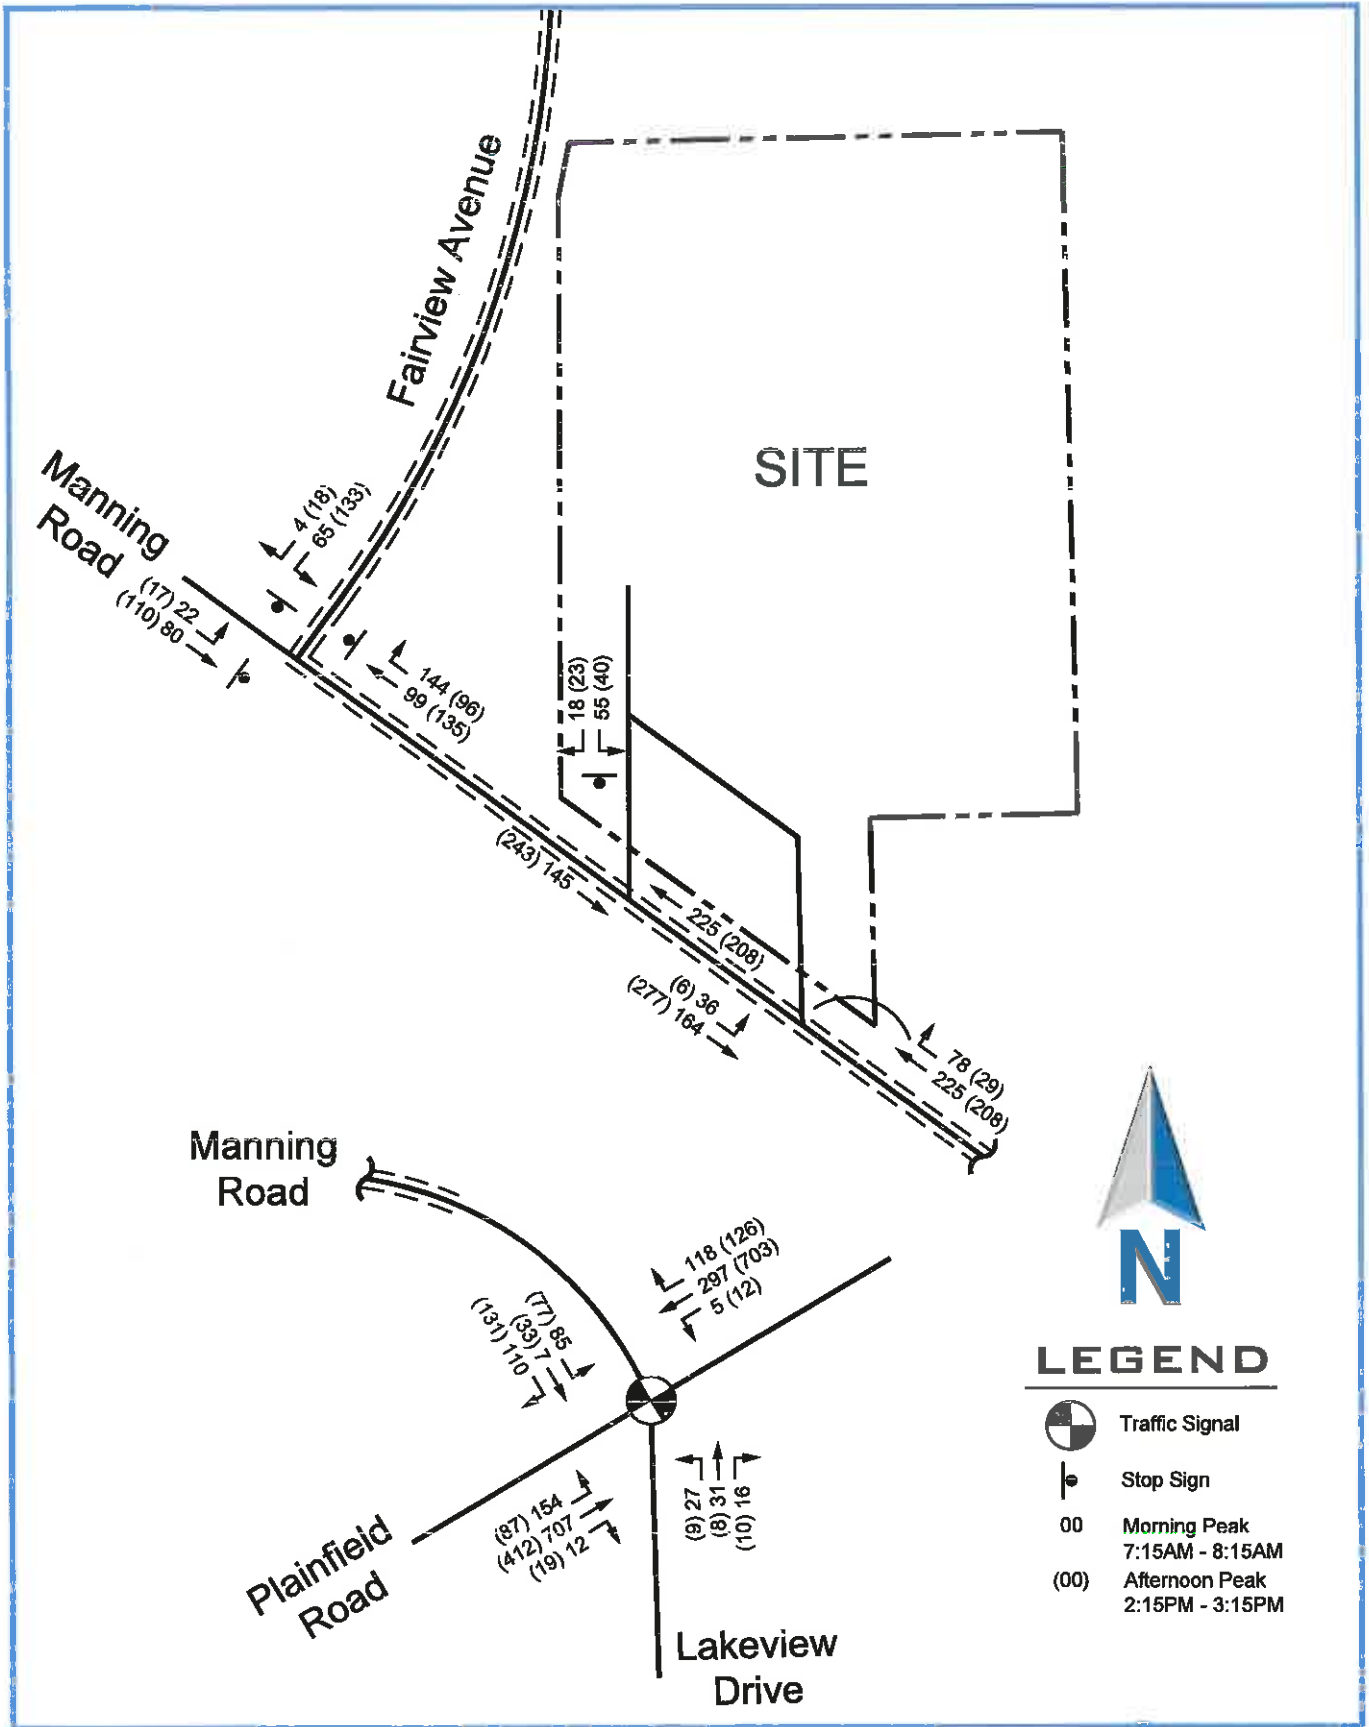 Fairview Avenue
SITE
Manning
Road
4 (18)
65 (133)
(17) 22
(110) 80
144 (96)
99 (135)
18 (23)
55 (40)
(243) 145
225 (208)
(6) 36
(277) 164
78 (29)
225 (208)
Manning
Road
118 (126)
297 (703)
5 (12)
(77) 85
(33) 7
(131) 110
(87) 154
(412) 707
(19) 12
(9) 27
(8) 31
(10) 16
Plainfield
Road
Lakeview
Drive
N
LEGEND
Traffic Signal
Stop Sign
00 Morning Peak
7:15AM - 8:15AM
(00) Afternoon Peak
2:15PM - 3:15PM